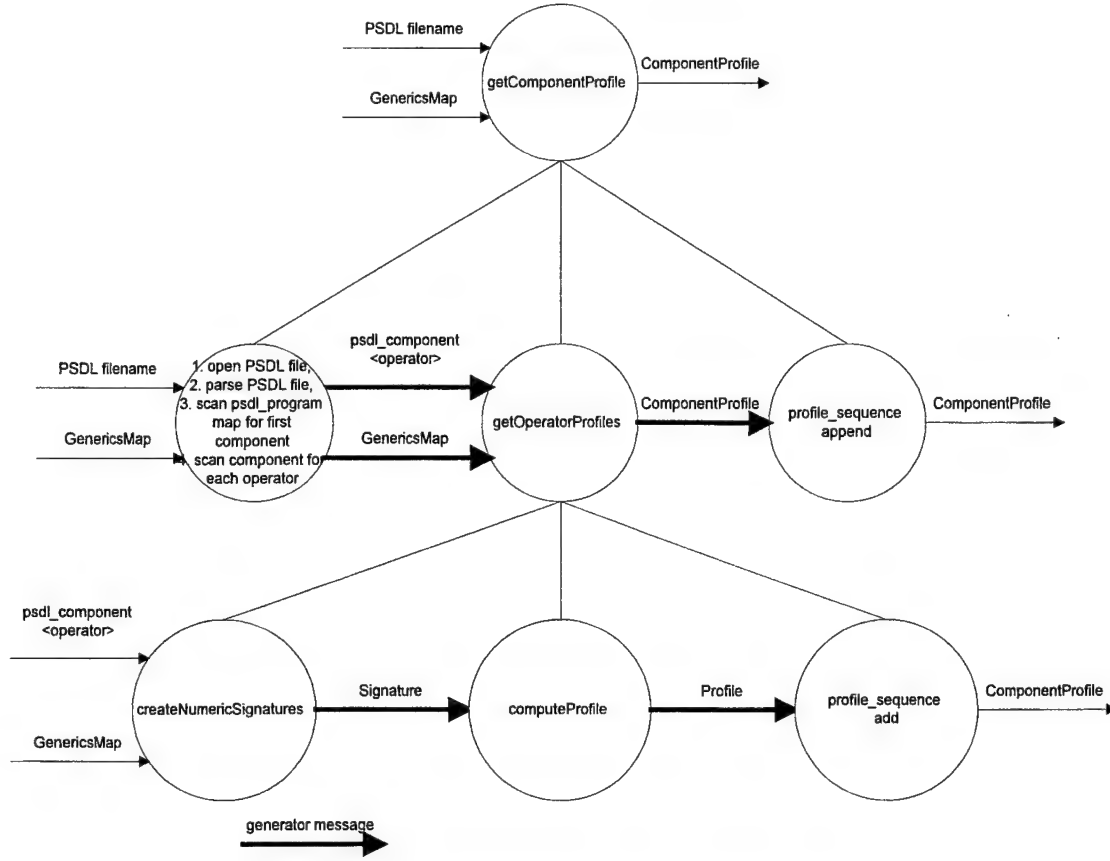 PSDL filename
ComponentProfile
getComponentProfile
GenericsMap
psdl_component
<operator>
PSDL filename
1. open PSDL file,
2. parse PSDL file,
3. scan psdl_program
map for first
component
4. scan component for
each operator
GenericsMap
GenericsMap
getOperatorProfiles
ComponentProfile
profile_sequence
append
ComponentProfile
psdl_component
<operator>
GenericsMap
createNumericSignatures
Signature
computeProfile
Profile
profile_sequence
add
ComponentProfile
generator message